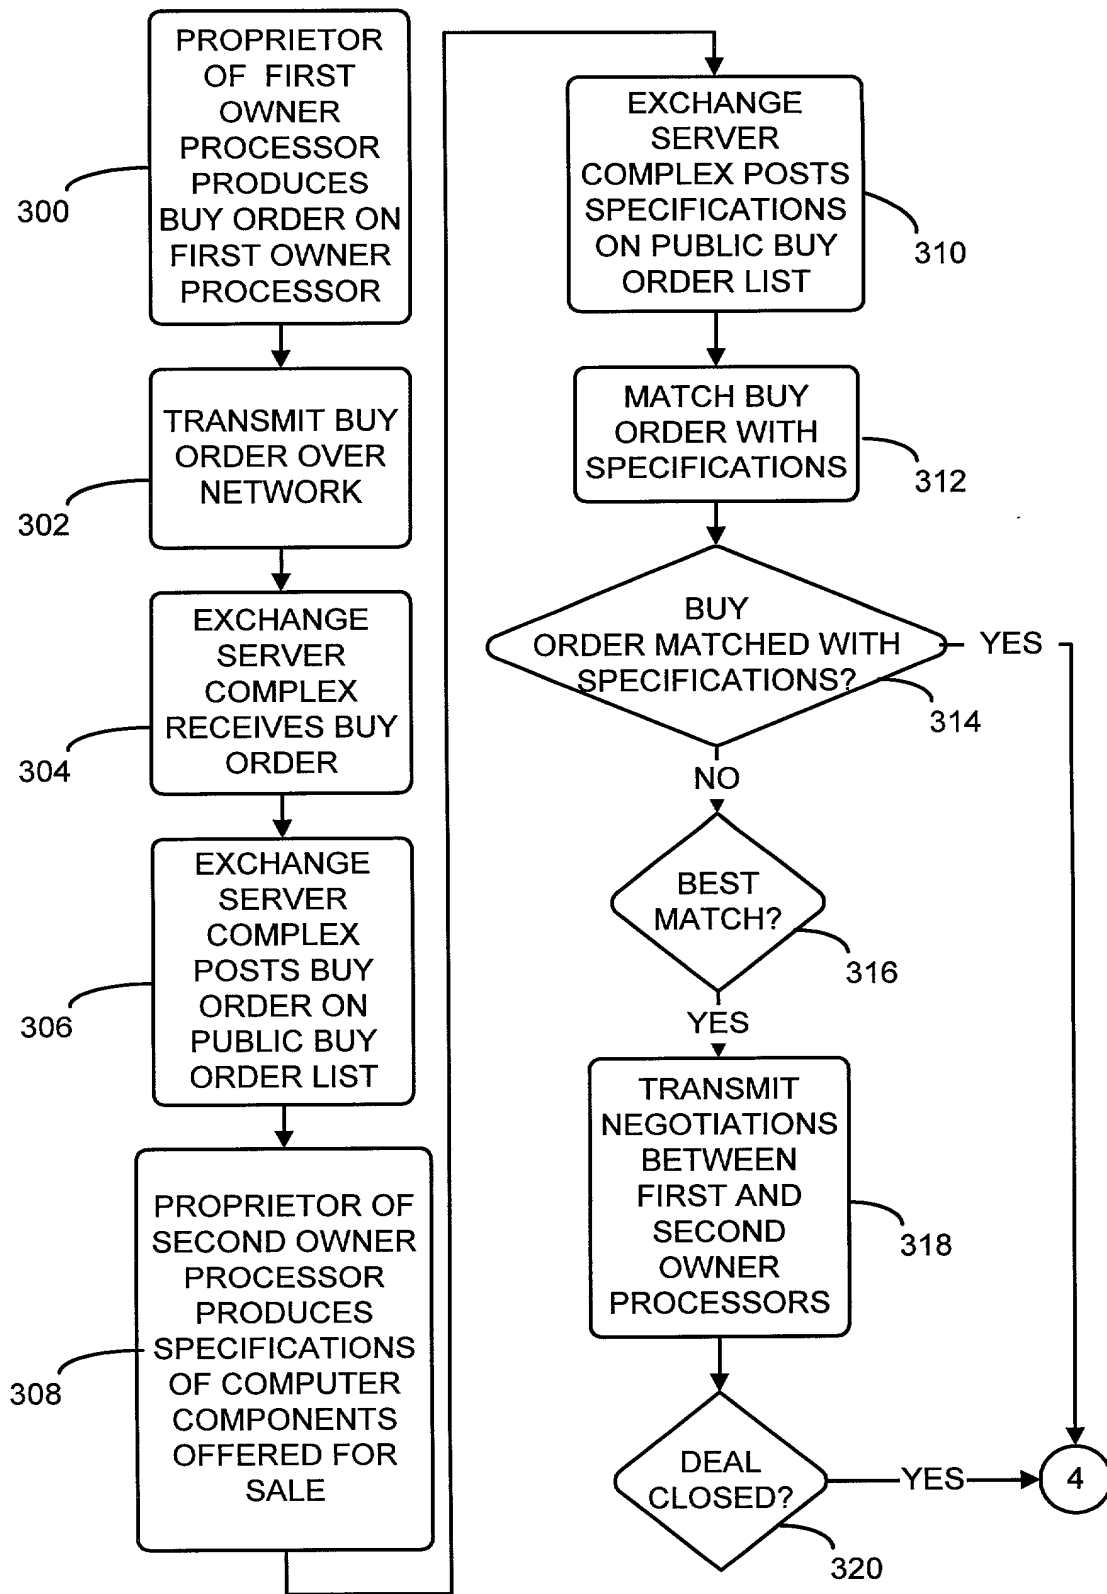 PROPRIETOR
OF FIRST
OWNER
PROCESSOR
PRODUCES
BUY ORDER ON
FIRST OWNER
PROCESSOR
300
TRANSMIT BUY
ORDER OVER
NETWORK
302
EXCHANGE
SERVER
COMPLEX
RECEIVES BUY
ORDER
304
EXCHANGE
SERVER
COMPLEX
POSTS BUY
ORDER ON
PUBLIC BUY
ORDER LIST
306
PROPRIETOR OF
SECOND OWNER
PROCESSOR
PRODUCES
SPECIFICATIONS
OF COMPUTER
COMPONENTS
OFFERED FOR
SALE
308
EXCHANGE
SERVER
COMPLEX POSTS
SPECIFICATIONS
ON PUBLIC BUY
ORDER LIST
310
MATCH BUY
ORDER WITH
SPECIFICATIONS
312
BUY
ORDER MATCHED WITH
SPECIFICATIONS?
YES
314
NO
BEST
MATCH?
316
YES
TRANSMIT
NEGOTIATIONS
BETWEEN
FIRST AND
SECOND
OWNER
PROCESSORS
318
DEAL
CLOSED?
YES
4
320